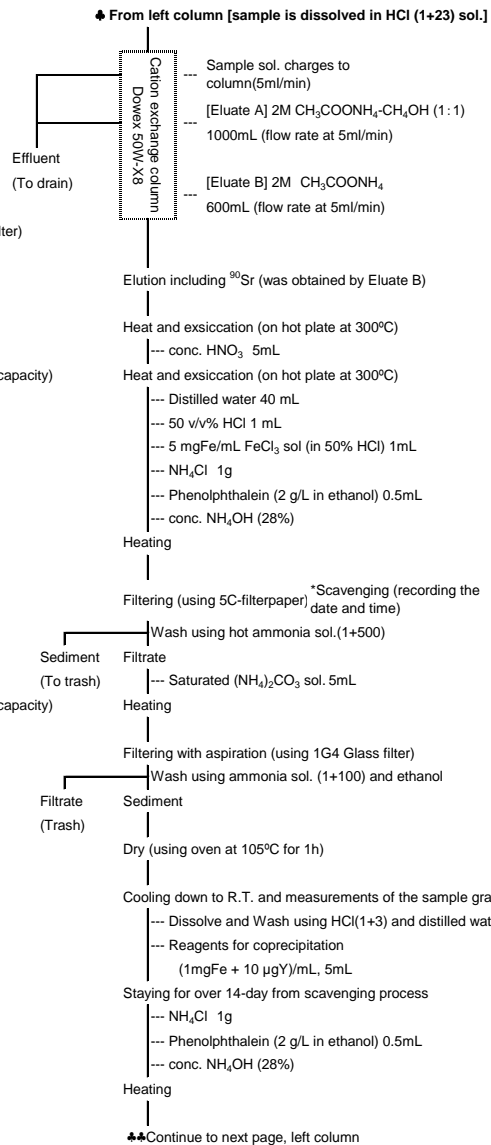 ♣ From left column [sample is dissolved in HCl (1+23) sol.]
Cation exchange column
Dowex 50W-X8
--- Sample sol. charges to
column(5ml/min)
--- [Eluate A] 2M CH₃COONH₄-CH₄OH (1:1)
1000mL (flow rate at 5ml/min)
Effluent
(To drain)
--- [Eluate B] 2M CH₃COONH₄
600mL (flow rate at 5ml/min)
lter)
Elution including ⁹⁰Sr (was obtained by Eluate B)
Heat and exsiccation (on hot plate at 300ºC)
--- conc. HNO₃ 5mL
capacity)
Heat and exsiccation (on hot plate at 300ºC)
--- Distilled water 40 mL
--- 50 v/v% HCl 1 mL
--- 5 mgFe/mL FeCl₃ sol (in 50% HCl) 1mL
--- NH₄Cl 1g
--- Phenolphthalein (2 g/L in ethanol) 0.5mL
--- conc. NH₄OH (28%)
Heating
Filtering (using 5C-filterpaper)
*Scavenging (recording the
date and time)
Wash using hot ammonia sol.(1+500)
Sediment
(To trash)
Filtrate
--- Saturated (NH₄)₂CO₃ sol. 5mL
capacity)
Heating
Filtering with aspiration (using 1G4 Glass filter)
Wash using ammonia sol. (1+100) and ethanol
Filtrate
(Trash)
Sediment
Dry (using oven at 105ºC for 1h)
Cooling down to R.T. and measurements of the sample gra
--- Dissolve and Wash using HCl(1+3) and distilled wat
--- Reagents for coprecipitation
(1mgFe + 10 µgY)/mL, 5mL
Staying for over 14-day from scavenging process
--- NH₄Cl 1g
--- Phenolphthalein (2 g/L in ethanol) 0.5mL
--- conc. NH₄OH (28%)
Heating
♣♣Continue to next page, left column